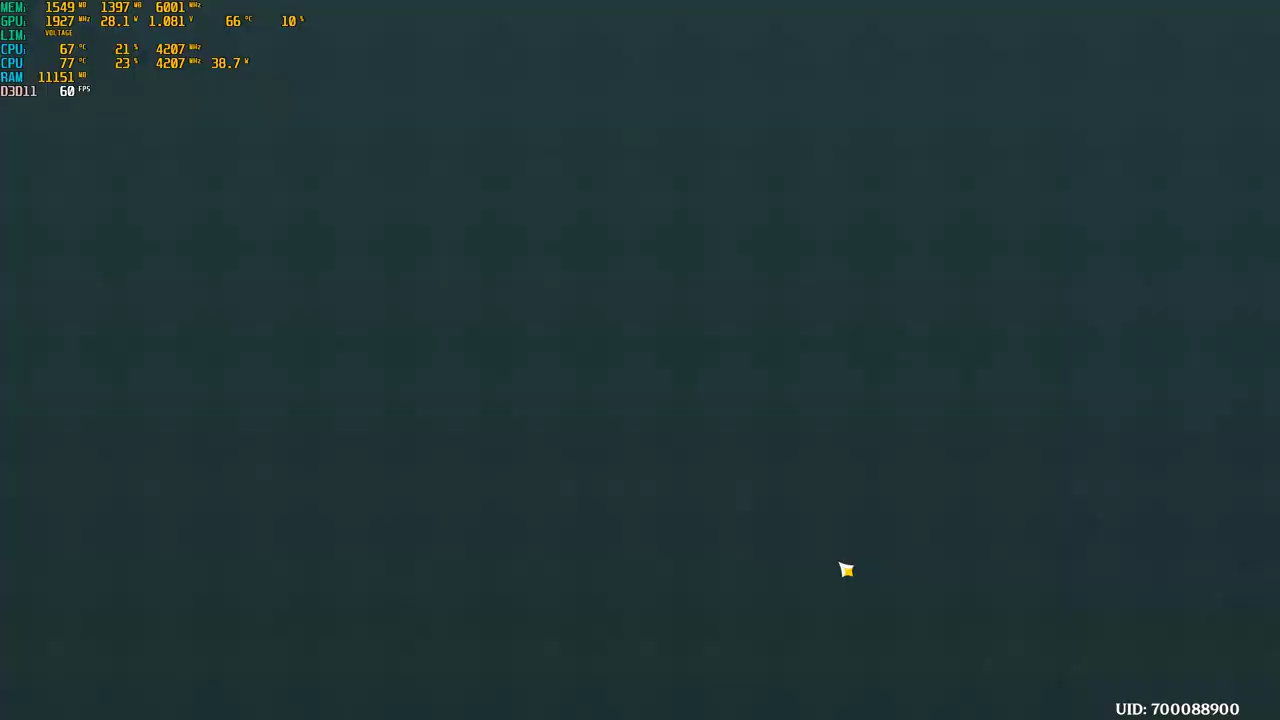 MEM 1549 MB 1397 MB 6001 MHz
GPU 1927 MHz 28.1 W 1.081 V 66 °C 10 %
LIM VOLTAGE
CPU 67 °C 21 % 4207 MHz
CPU 77 °C 23 % 4207 MHz 38.7 W
RAM 11151 MB
D3D11 60 FPS
UID: 700088900